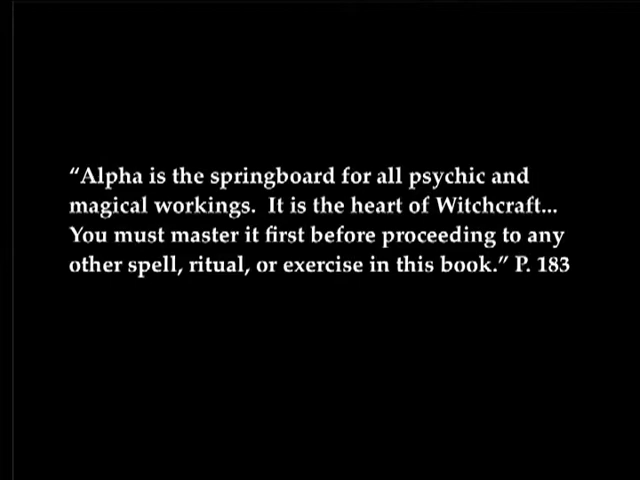 “Alpha is the springboard for all psychic and
magical workings.  It is the heart of Witchcraft...
You must master it first before proceeding to any
other spell, ritual, or exercise in this book.” P. 183